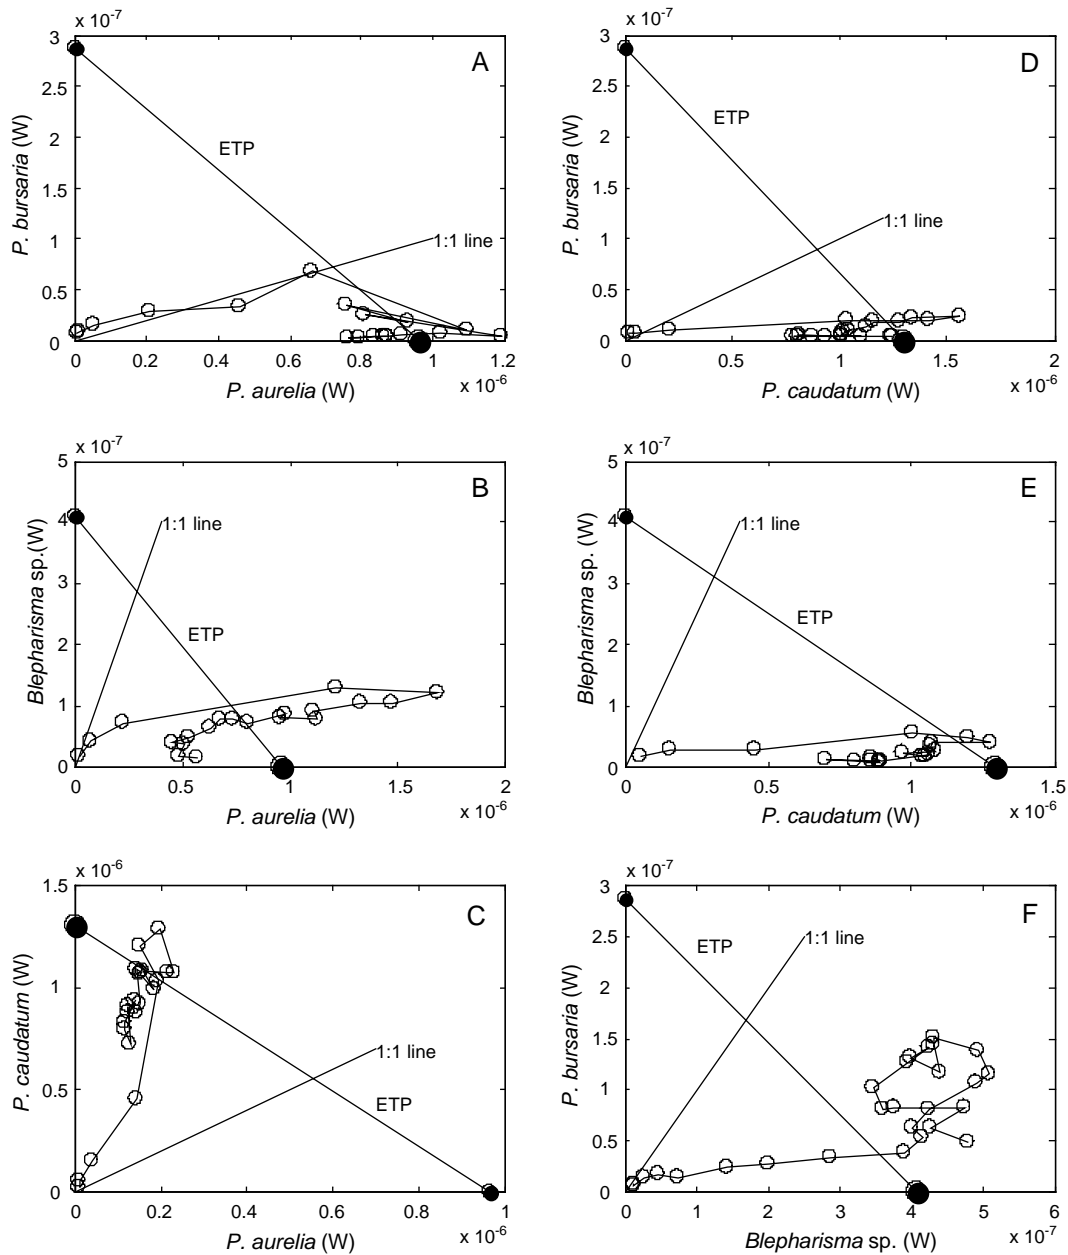 x 10-7
3
2.5
2
1.5
1
0.5
0
P. bursaria (W)
A
ETP
1:1 line
0 0.2 0.4 0.6 0.8 1 1.2
P. aurelia (W)
x 10-6
x 10-7
3
2.5
2
1.5
1
0.5
0
P. bursaria (W)
D
ETP
1:1 line
0 0.5 1 1.5 2
P. caudatum (W)
x 10-6
x 10-7
5
4
3
2
1
0
Blepharisma sp.(W)
B
1:1 line
ETP
0 0.5 1 1.5 2
P. aurelia (W)
x 10-6
x 10-7
5
4
3
2
1
0
Blepharisma sp. (W)
E
1:1 line
ETP
0 0.5 1 1.5
P. caudatum (W)
x 10-6
x 10-6
1.5
1
0.5
0
P. caudatum (W)
C
1:1 line
ETP
0 0.2 0.4 0.6 0.8 1
P. aurelia (W)
x 10-6
x 10-7
3
2.5
2
1.5
1
0.5
0
P. bursaria (W)
F
ETP
1:1 line
0 1 2 3 4 5 6
Blepharisma sp. (W)
x 10-7